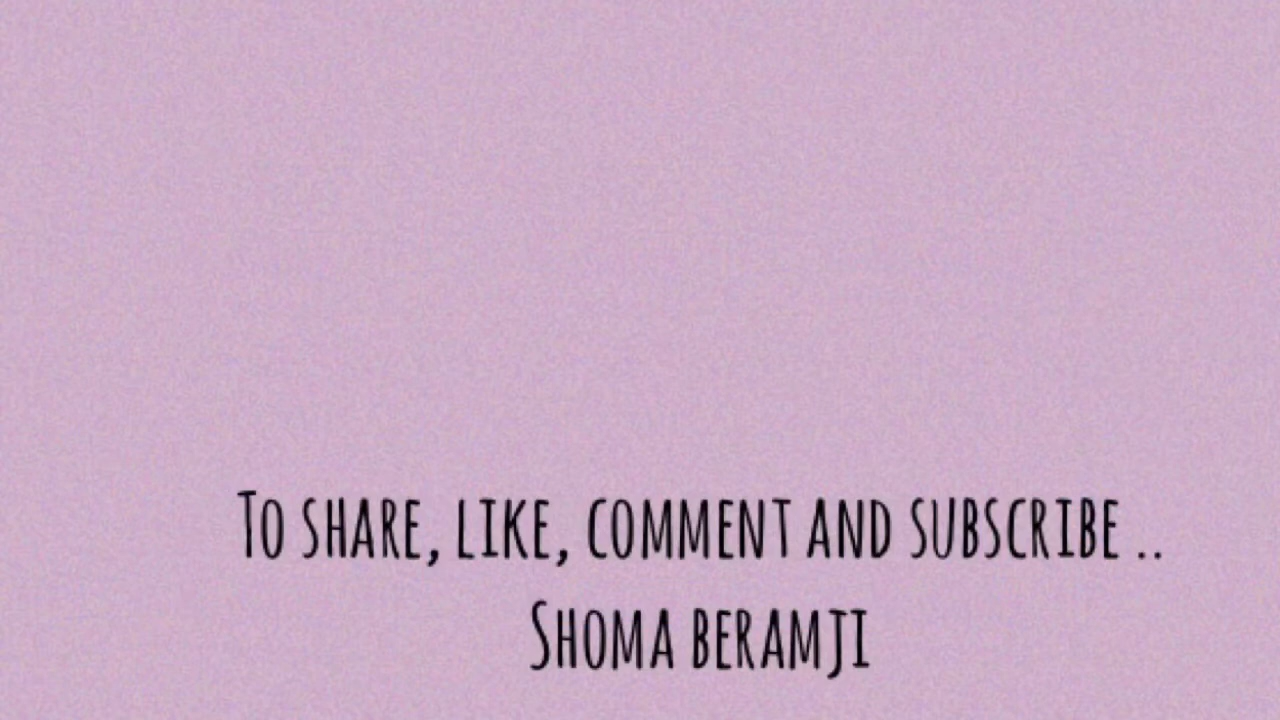 To share, like, comment and subscribe ..
Shoma beramji